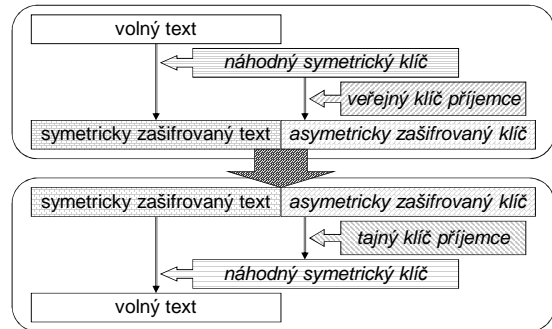 volný text
náhodný symetrický klíč
veřejný klíč příjemce
symetricky zašifrovaný text asymetricky zašifrovaný klíč
symetricky zašifrovaný text asymetricky zašifrovaný klíč
tajný klíč příjemce
náhodný symetrický klíč
volný text